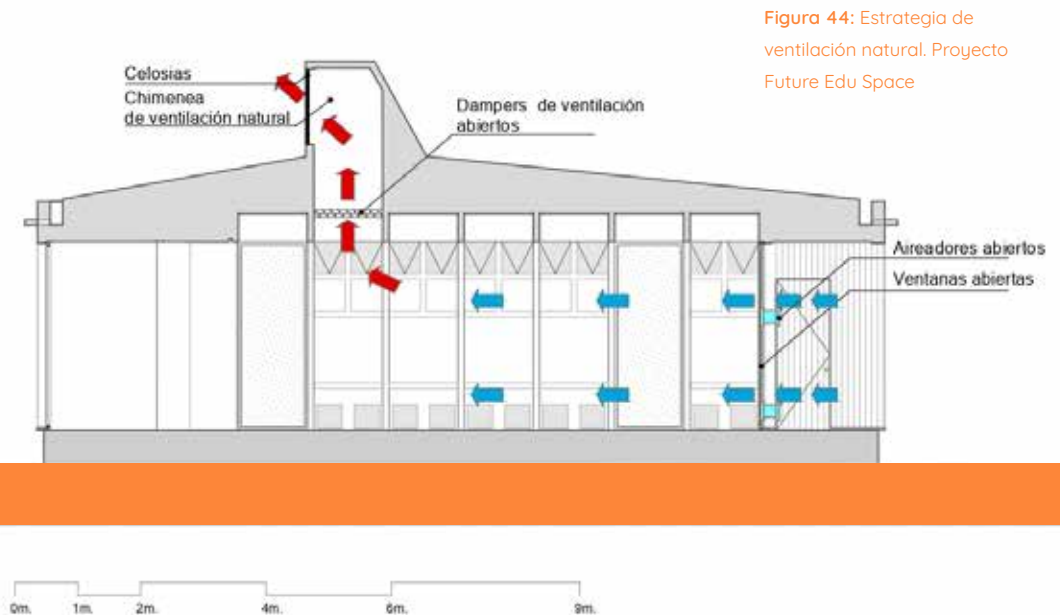 Figura 44: Estrategia de
ventilación natural. Proyecto
Future Edu Space
Celosias
Chimenea
de ventilación natural
Dampers de ventilación
abiertos
Aireadores abiertos
Ventanas abiertas
0m. 1m. 2m. 4m. 6m. 9m.